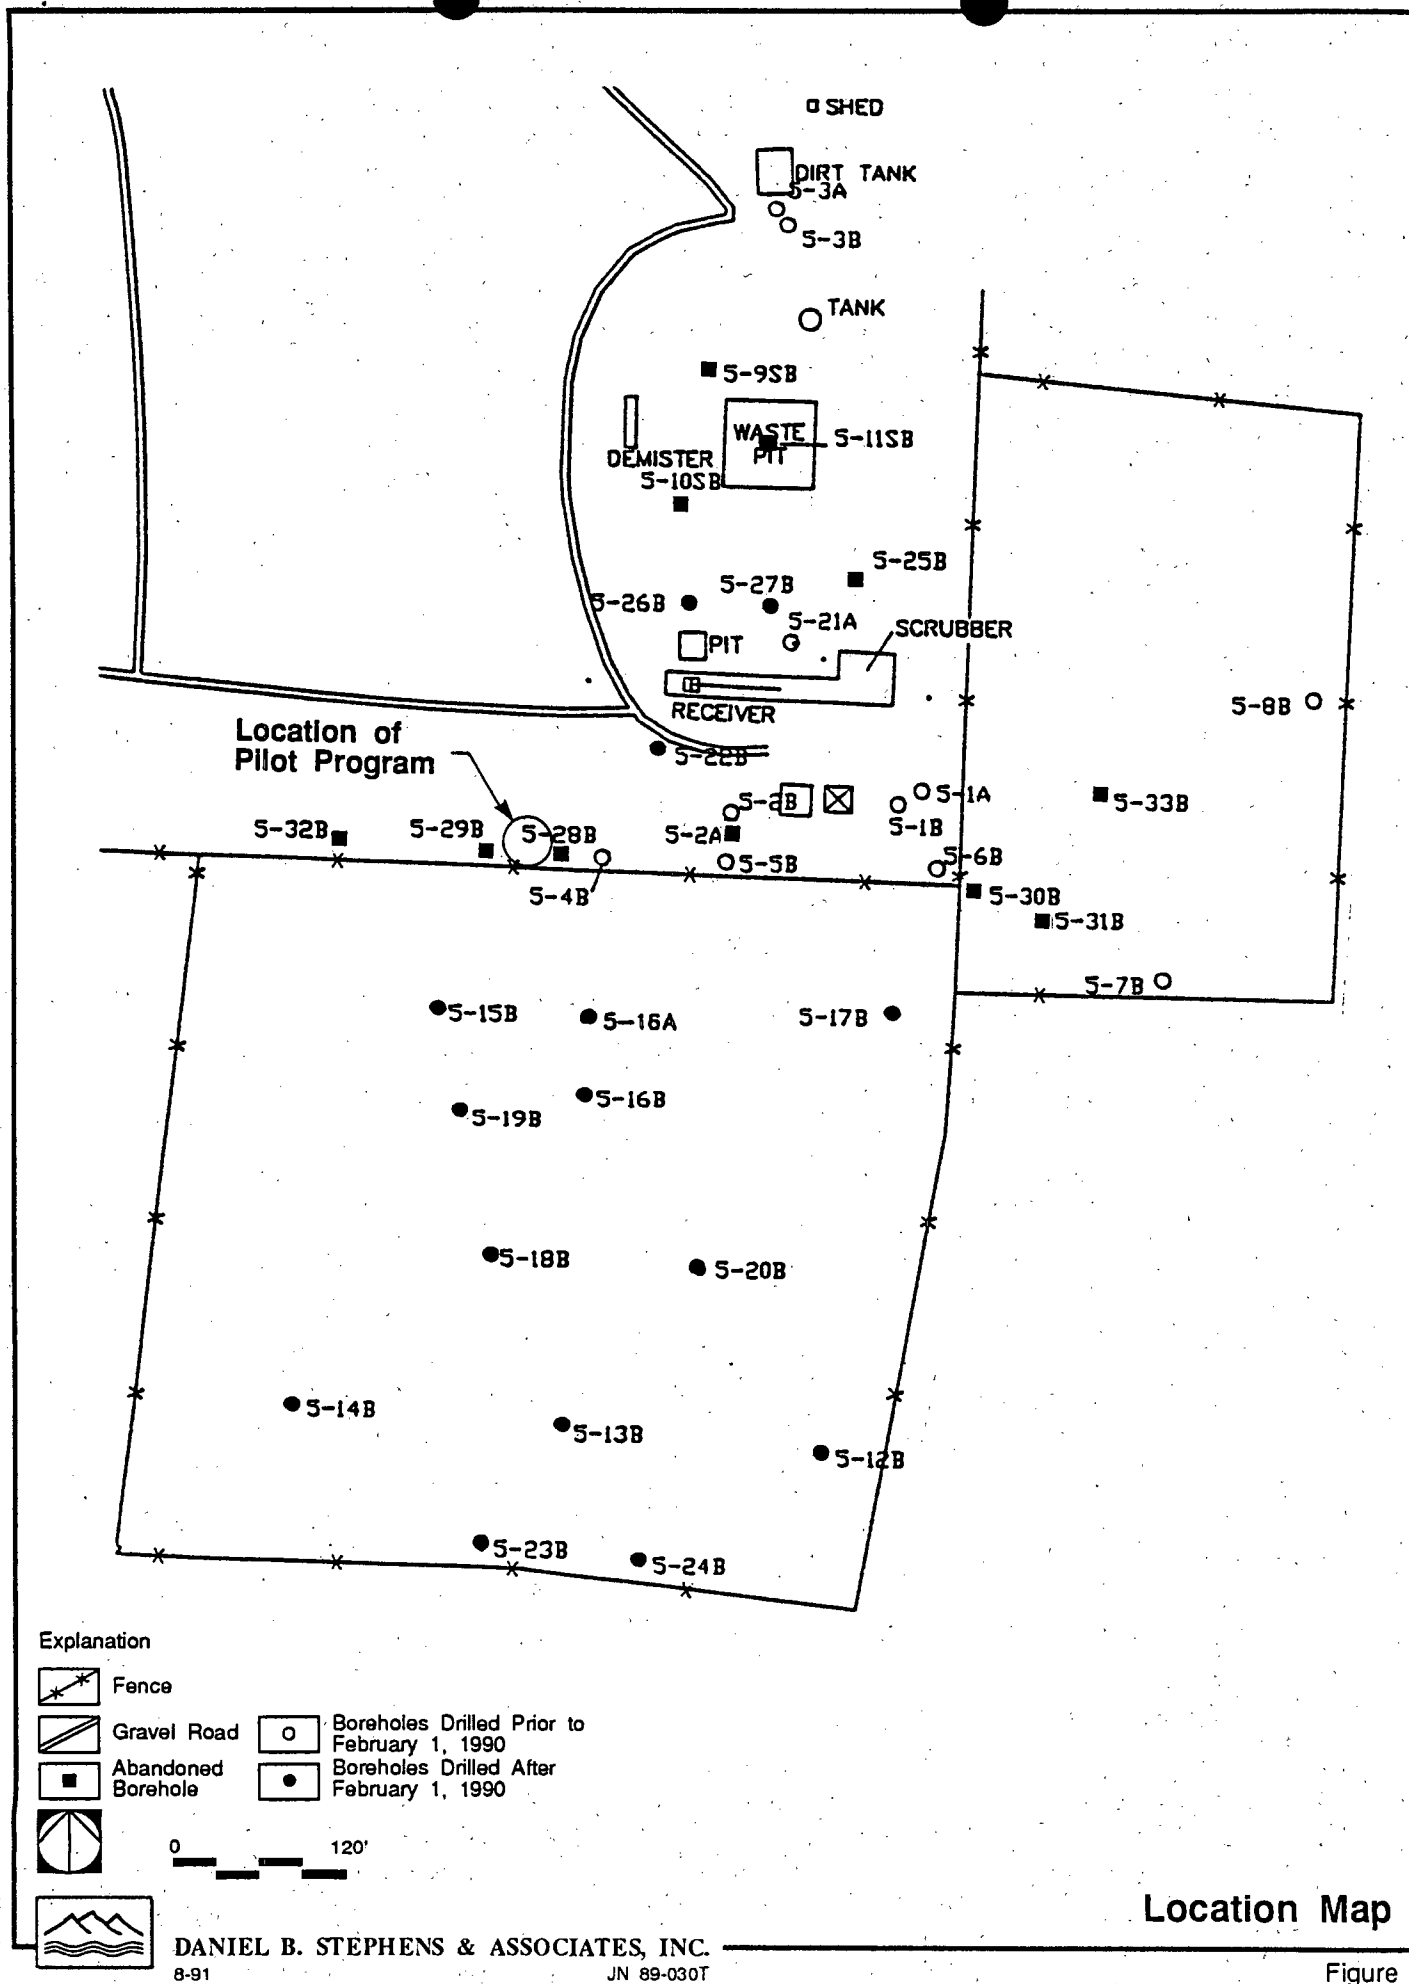 SHED
DIRT TANK
5-3A
5-3B
TANK
5-9SB
WASTE
PIT
5-11SB
DEMISTER
5-10SB
5-25B
5-27B
5-26B
5-21A
SCRUBBER
PIT
5-8B
RECEIVER
Location of
Pilot Program
5-22B
5-2B
5-1A
5-33B
5-1B
5-32B
5-29B
5-28B
5-2A
5-5B
5-6B
5-4B
5-30B
5-31B
5-7B
5-15B
5-16A
5-17B
5-16B
5-19B
5-18B
5-20B
5-14B
5-13B
5-12B
5-23B
5-24B
Explanation
Fence
Gravel Road
Boreholes Drilled Prior to
February 1, 1990
Abandoned
Borehole
Boreholes Drilled After
February 1, 1990
0 120'
Location Map
DANIEL B. STEPHENS & ASSOCIATES, INC.
8-91 JN 89-030T
Figure